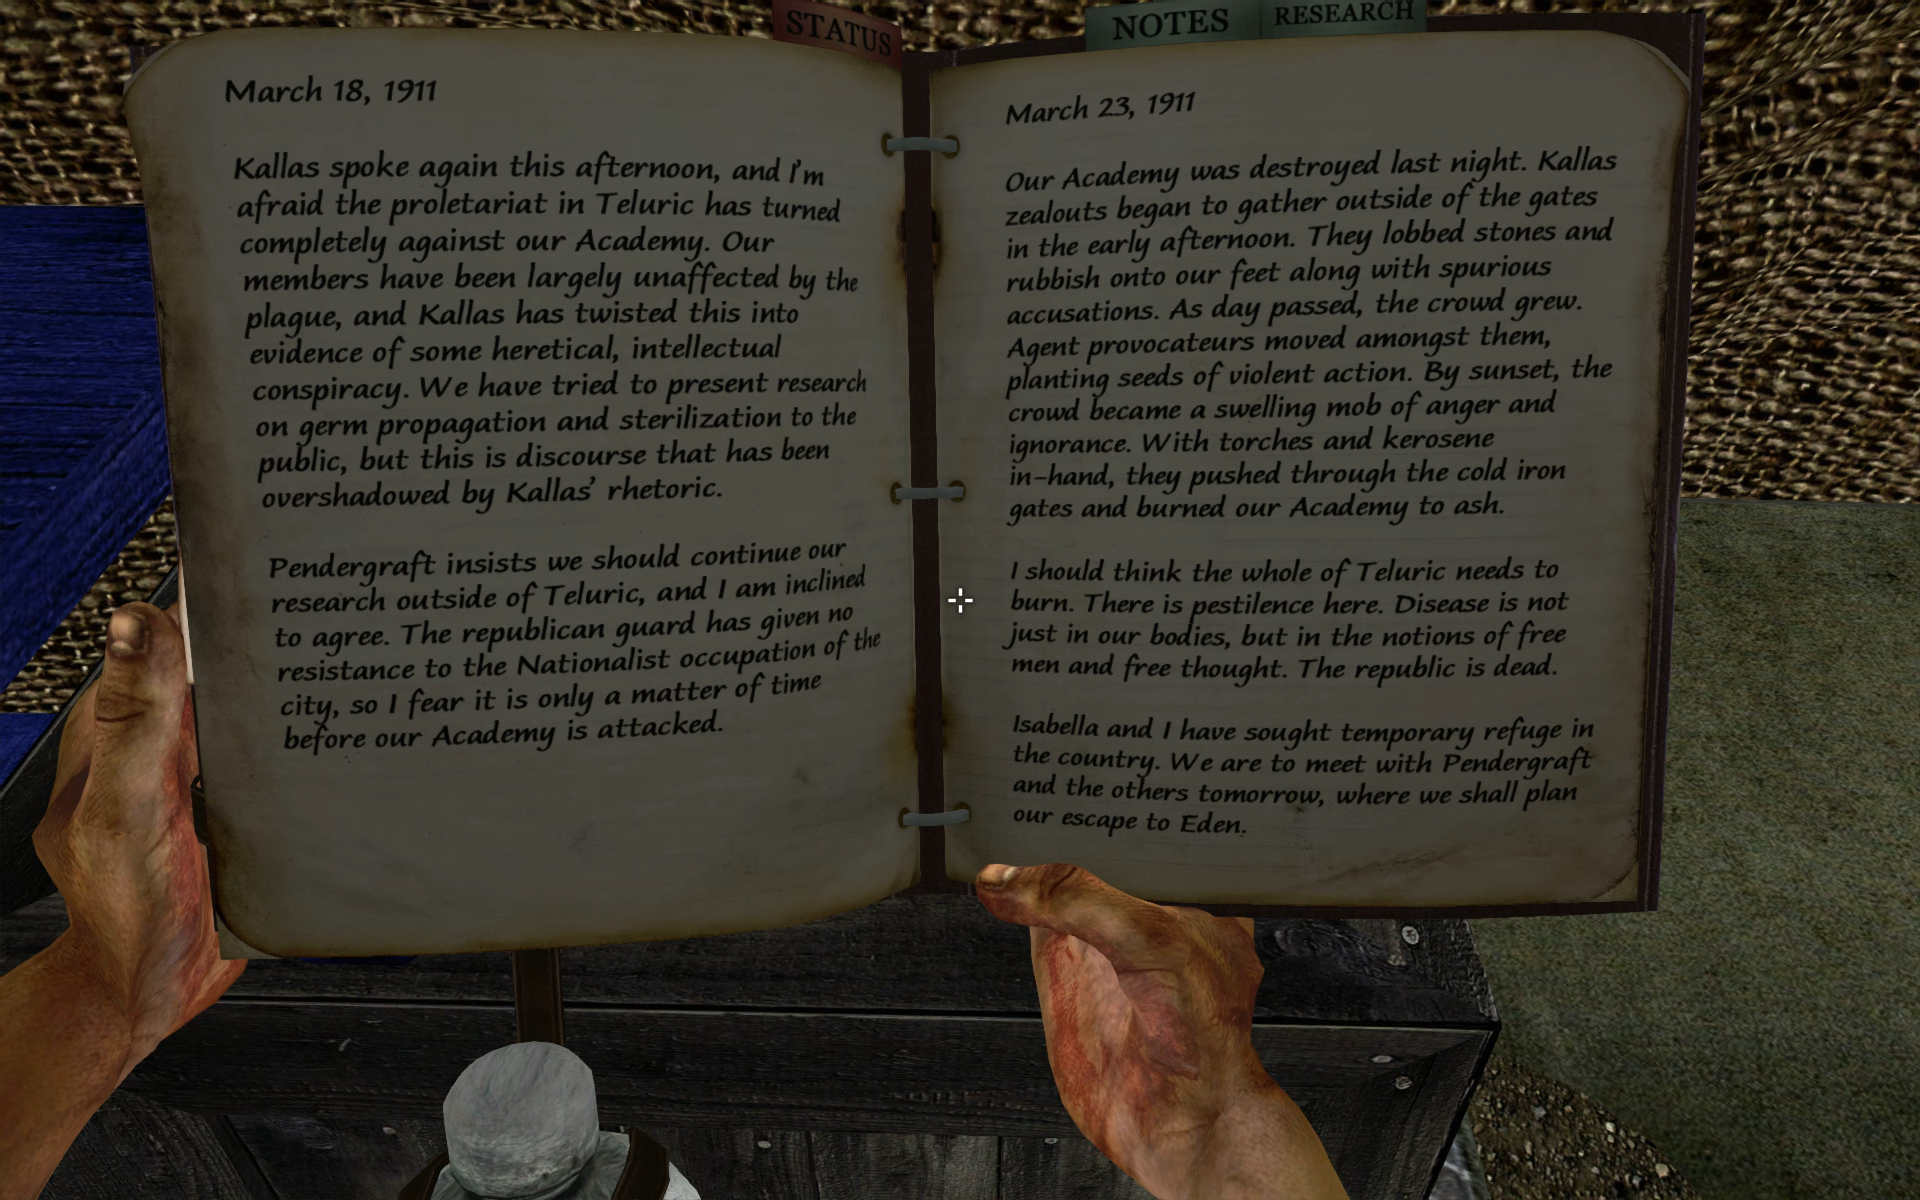 STATUS
NOTES
RESEARCH
March 18, 1911
Kallas spoke again this afternoon, and I'm
afraid the proletariat in Teluric has turned
completely against our Academy. Our
members have been largely unaffected by the
plague, and Kallas has twisted this into
evidence of some heretical, intellectual
conspiracy. We have tried to present research
on germ propagation and sterilization to the
public, but this is discourse that has been
overshadowed by Kallas' rhetoric.
Pendergraft insists we should continue our
research outside of Teluric, and I am inclined
to agree. The republican guard has given no
resistance to the Nationalist occupation of the
city, so I fear it is only a matter of time
before our Academy is attacked.
March 23, 1911
Our Academy was destroyed last night. Kallas
zealouts began to gather outside of the gates
in the early afternoon. They lobbed stones and
rubbish onto our feet along with spurious
accusations. As day passed, the crowd grew.
Agent provocateurs moved amongst them,
planting seeds of violent action. By sunset, the
crowd became a swelling mob of anger and
ignorance. With torches and kerosene
in-hand, they pushed through the cold iron
gates and burned our Academy to ash.
I should think the whole of Teluric needs to
burn. There is pestilence here. Disease is not
just in our bodies, but in the notions of free
men and free thought. The republic is dead.
Isabella and I have sought temporary refuge in
the country. We are to meet with Pendergraft
and the others tomorrow, where we shall plan
our escape to Eden.